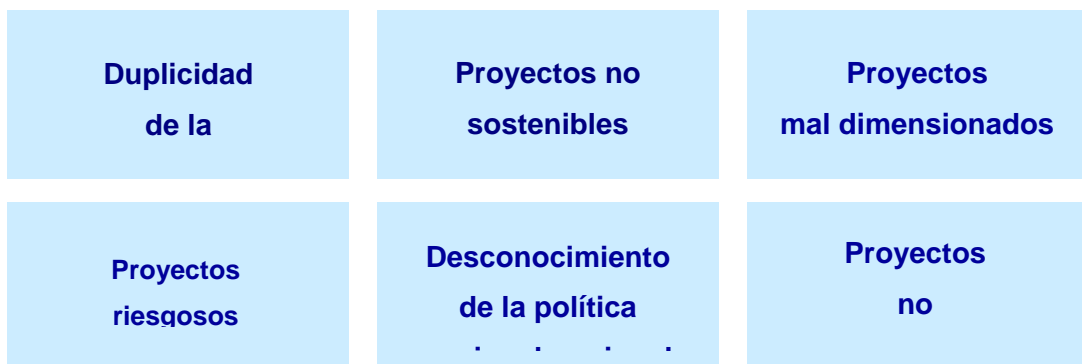 Duplicidad
de la
Proyectos no
sostenibles
Proyectos
mal dimensionados
Proyectos
riesgosos
Desconocimiento
de la política
Proyectos
no